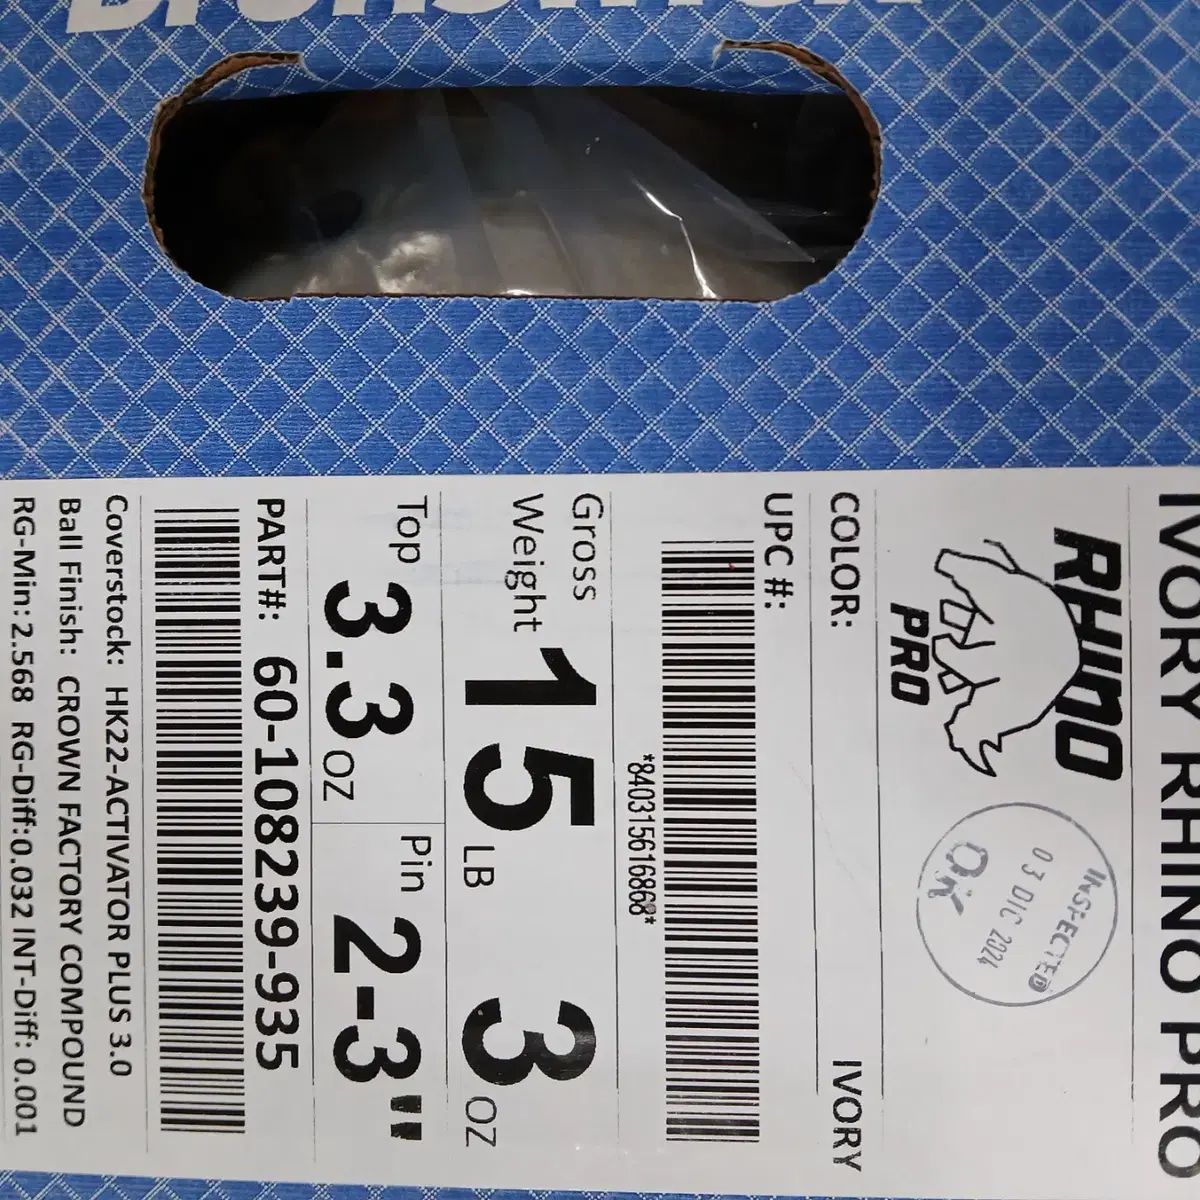 Brunswick
IVORY RHINO PRO
RHINO
PRO
INSPECTED
03 DIC 2024
OK
COLOR: IVORY
UPC #:
*840315616868*
Gross Weight 15 LB 3 OZ
Top 3.3 OZ Pin 2-3"
PART#: 60-108239-935
Coverstock: HK22-ACTIVATOR PLUS 3.0
Ball Finish: CROWN FACTORY COMPOUND
RG-Min: 2.568 RG-Diff:0.032 INT-Diff: 0.001